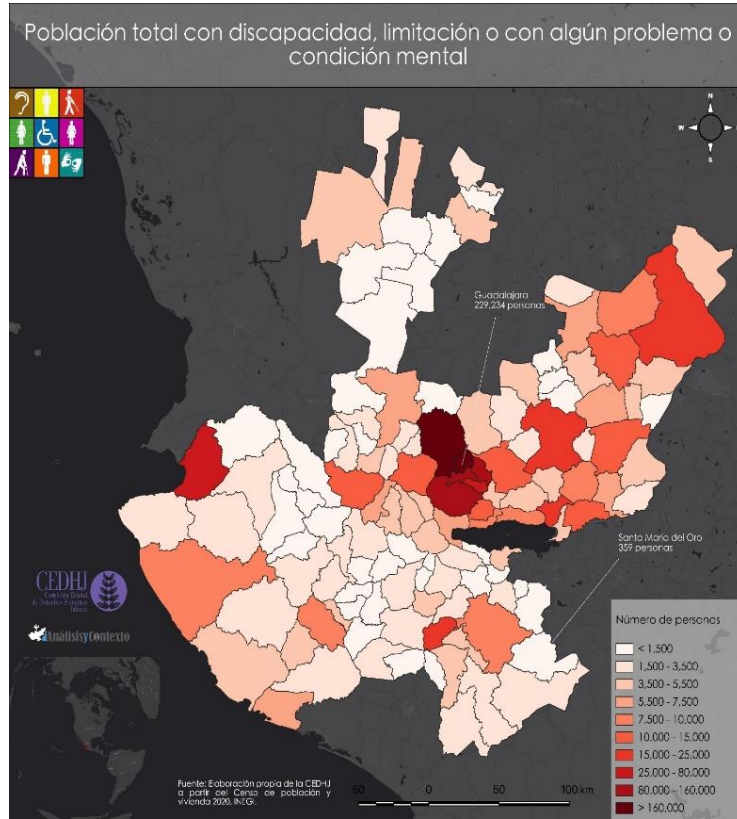 Población total con discapacidad, limitación o con algún problema o
condición mental
N
W
E
S
Guadalajara
229,234 personas
Santa María del Oro
359 personas
CEDHJ
Comisión Estatal
de Derechos Humanos
Jalisco
AnálisisyContexto
Número de personas
< 1,500
1,500 - 3,500
3,500 - 5,500
5,500 - 7,500
7,500 - 10,000
10,000 - 15,000
15,000 - 25,000
25,000 - 80,000
80,000 - 160,000
> 160,000
Fuente: Elaboración propia de la CEDHJ
a partir del Censo de población y
vivienda 2020, INEGI.
50 0 50 100 km